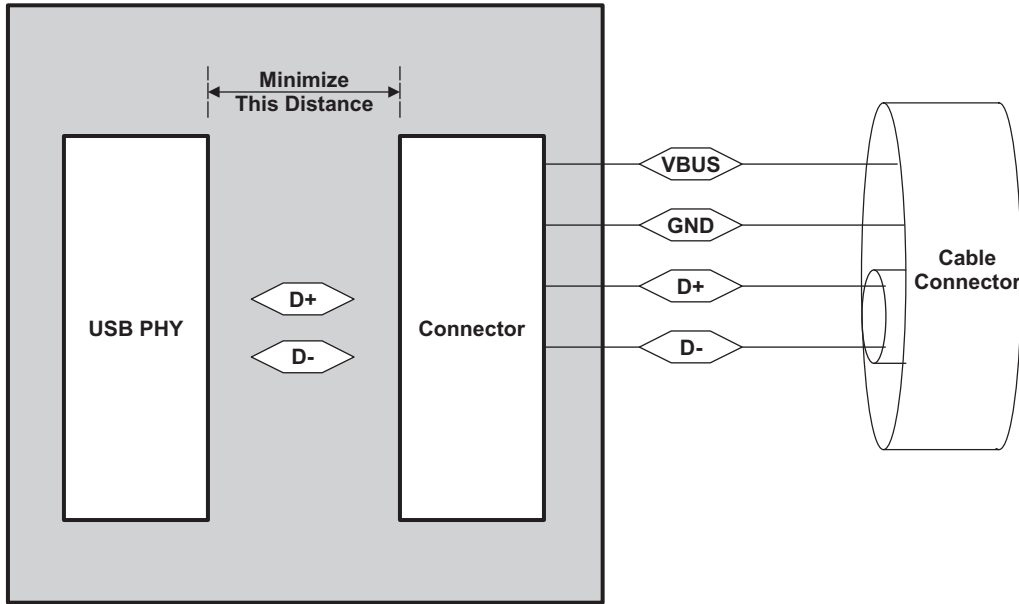 Minimize
This Distance
VBUS
GND
D+
D-
USB PHY
D+
D-
Connector
Cable
Connector